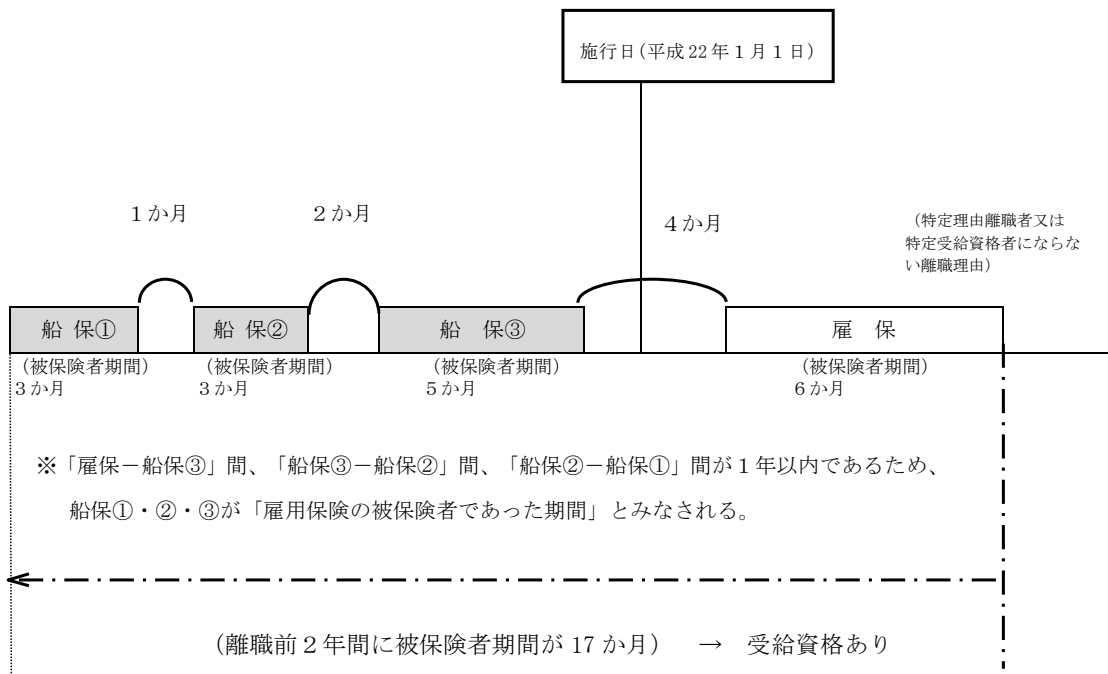 施行日(平成22年1月1日)
1か月
2か月
4か月
（特定理由離職者又は
特定受給資格者にならな
い離職理由）
船 保①
船 保②
船　保③
雇　保
（被保険者期間）
3か月
（被保険者期間）
3か月
（被保険者期間）
5か月
（被保険者期間）
6か月
※「雇保－船保③」間、「船保③－船保②」間、「船保②－船保①」間が1年以内であるため、
船保①・②・③が「雇用保険の被保険者であった期間」とみなされる。
（離職前2年間に被保険者期間が 17 か月）　→　受給資格あり